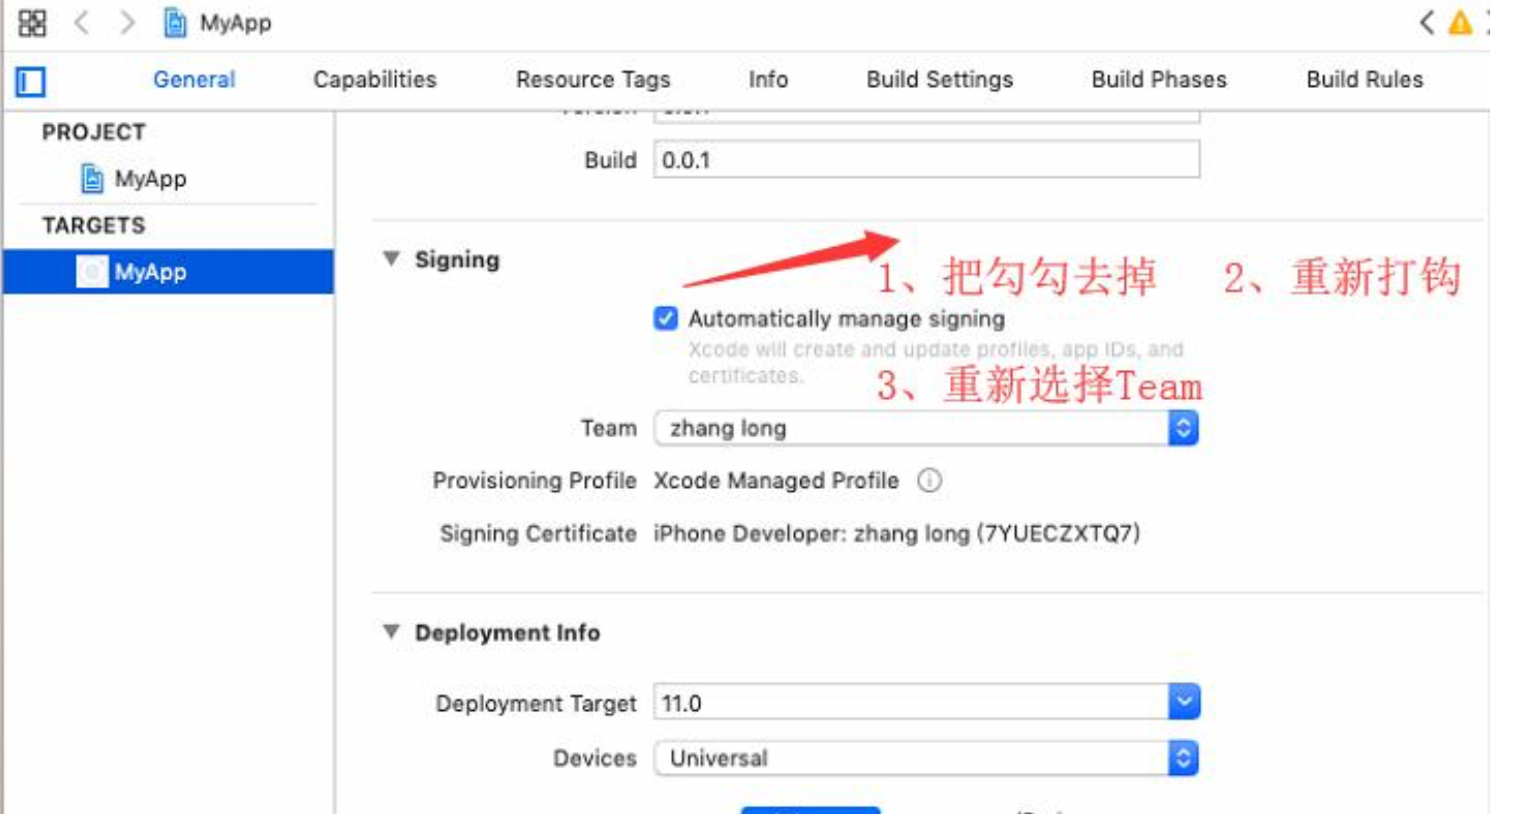 MyApp
General Capabilities Resource Tags Info Build Settings Build Phases Build Rules
PROJECT
MyApp
TARGETS
MyApp
Build 0.0.1
Signing
1、把勾勾去掉 2、重新打钩
Automatically manage signing
Xcode will create and update profiles, app IDs, and
certificates.
3、重新选择Team
Team zhang long
Provisioning Profile Xcode Managed Profile
Signing Certificate iPhone Developer: zhang long (7YUECZXTQ7)
Deployment Info
Deployment Target 11.0
Devices Universal